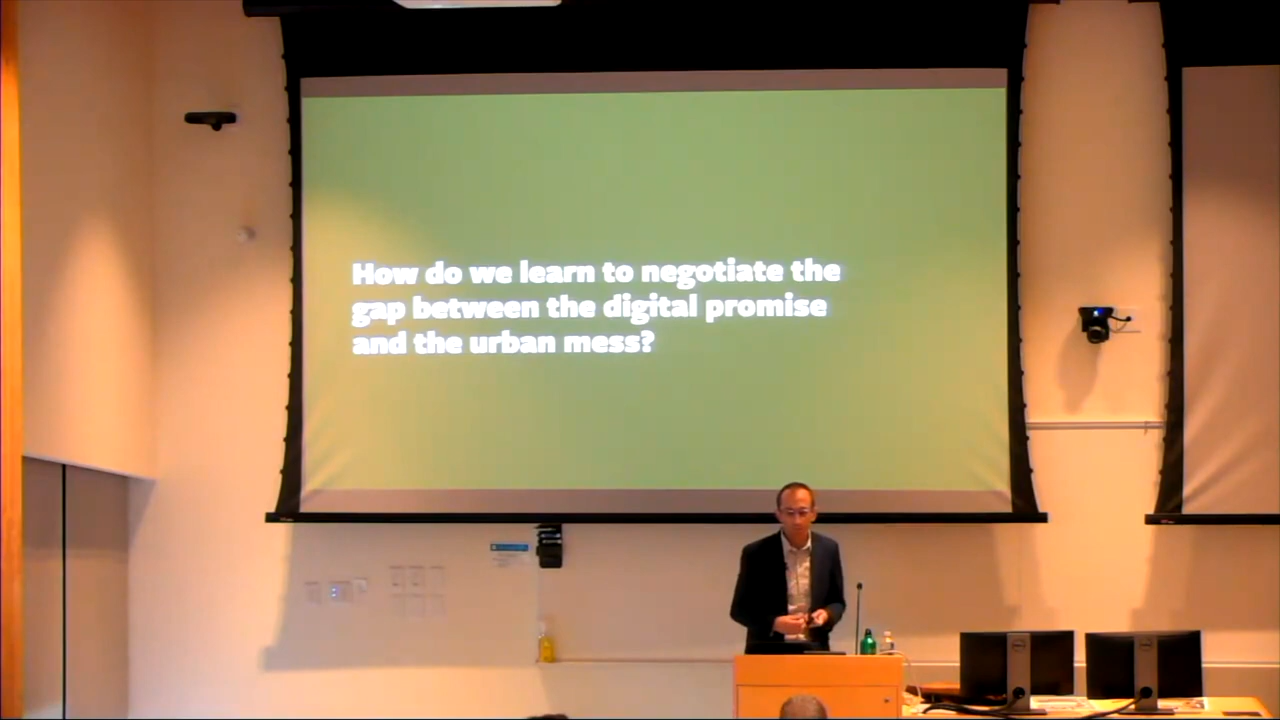 How do we learn to negotiate the
gap between the digital promise
and the urban mess?